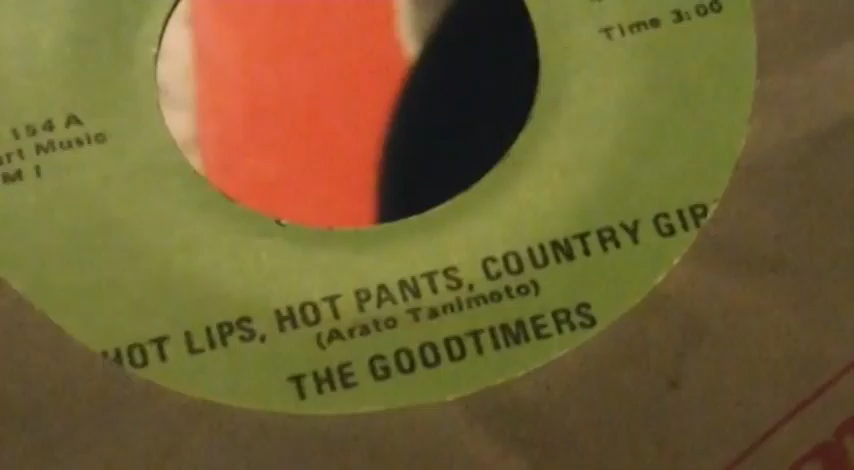 Time 3:00
154 A
Music
M I
HOT LIPS, HOT PANTS, COUNTRY
(Arato Tanimoto)
THE GOODTIMERS